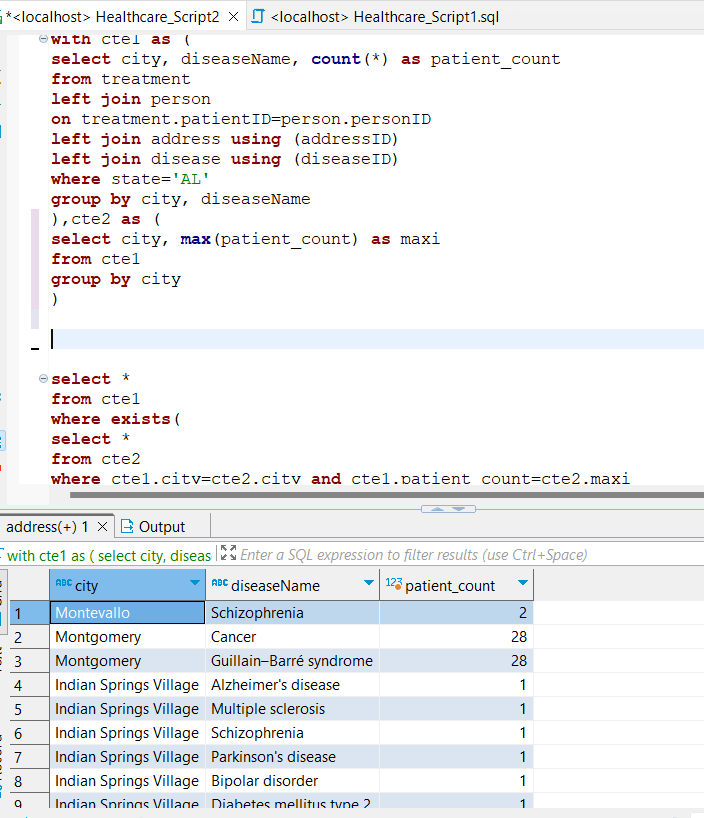 *<localhost> Healthcare_Script2
<localhost> Healthcare_Script1.sql
with cte1 as (
select city, diseaseName, count(*) as patient_count
from treatment
left join person
on treatment.patientID=person.personID
left join address using (addressID)
left join disease using (diseaseID)
where state='AL'
group by city, diseaseName
),cte2 as (
select city, max(patient_count) as maxi
from cte1
group by city
)
select *
from cte1
where exists(
select *
from cte2
where cte1.city=cte2.city and cte1.patient_count=cte2.maxi
address(+) 1 Output
with cte1 as ( select city, diseas Enter a SQL expression to filter results (use Ctrl+Space)
ABC city ABC diseaseName 123 patient_count
1 Montevallo Schizophrenia 2
2 Montgomery Cancer 28
3 Montgomery Guillain–Barré syndrome 28
4 Indian Springs Village Alzheimer's disease 1
5 Indian Springs Village Multiple sclerosis 1
6 Indian Springs Village Schizophrenia 1
7 Indian Springs Village Parkinson's disease 1
8 Indian Springs Village Bipolar disorder 1
9 Indian Springs Village Diabetes mellitus type 2 1